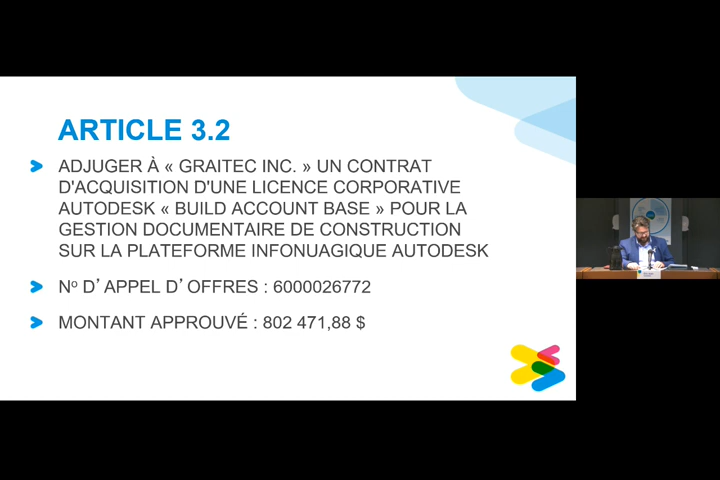 ARTICLE 3.2
ADJUGER À « GRAITEC INC. » UN CONTRAT
D'ACQUISITION D'UNE LICENCE CORPORATIVE
AUTODESK « BUILD ACCOUNT BASE » POUR LA
GESTION DOCUMENTAIRE DE CONSTRUCTION
SUR LA PLATEFORME INFONUAGIQUE AUTODESK
Nº D’APPEL D’OFFRES : 6000026772
MONTANT APPROUVÉ : 802 471,88 $